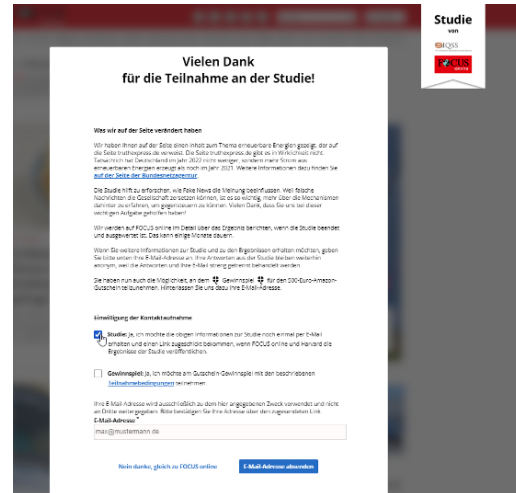 Studie
von
IQSS
FOCUS
online
Vielen Dank
für die Teilnahme an der Studie!
Was wir auf der Seite verändert haben
Wir haben Ihnen auf der Seite einen Inhalt zum Thema erneuerbare Energien gezeigt, der auf
die Seite truthexpress.de verweist. Die Seite truthexpress.de gibt es in Wirklichkeit nicht.
Tatsächlich hat Deutschland im Jahr 2022 nicht weniger, sondern mehr Strom aus
erneuerbaren Energien erzeugt als noch im Jahr 2021. Weitere Informationen dazu finden Sie
auf der Seite der Bundesnetzagentur.
Die Studie hilft zu erforschen, wie Fake News die Meinung beeinflussen. Weil falsche
Nachrichten die Gesellschaft zersetzen können, ist es so wichtig, mehr über die Mechanismen
dahinter zu erfahren, um gegensteuern zu können. Vielen Dank, dass Sie uns bei dieser
wichtigen Aufgabe geholfen haben!
Wir werden auf FOCUS online im Detail über das Ergebnis berichten, wenn die Studie beendet
und ausgewertet ist. Das kann einige Monate dauern.
Wenn Sie weitere Informationen zur Studie und zu den Ergebnissen erhalten möchten, geben
Sie bitte unten Ihre E-Mail-Adresse an. Ihre Antworten aus der Studie bleiben weiterhin
anonym, weil die Antworten und Ihre E-Mail streng getrennt behandelt werden.
Sie haben nun auch die Möglichkeit, an dem Gewinnspiel für den 500-Euro-Amazon-
Gutschein teilzunehmen. Hinterlassen Sie uns dazu Ihre E-Mail-Adresse.
Einwilligung der Kontaktaufnahme
Studie: Ja, ich möchte die obigen Informationen zur Studie noch einmal per E-Mail
erhalten und einen Link zugeschickt bekommen, wenn FOCUS online und Harvard die
Ergebnisse der Studie veröffentlichen.
Gewinnspiel: Ja, ich möchte am Gutschein-Gewinnspiel mit den beschriebenen
Teilnahmebedingungen teilnehmen.
Ihre E-Mail-Adresse wird ausschließlich zu dem hier angegebenen Zweck verwendet und nicht
an Dritte weitergegeben. Bitte bestätigen Sie Ihre Adresse über den zugesandten Link.
E-Mail-Adresse *
max@mustermann.de
Nein danke, gleich zu FOCUS online
E-Mail-Adresse absenden